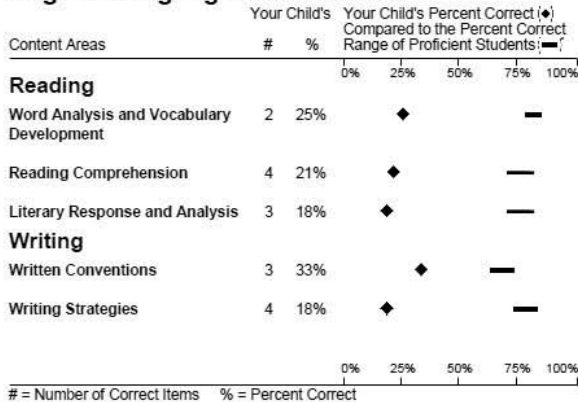 Your Child's Your Child's Percent Correct (◆)
Compared to the Percent Correct
Content Areas # % Range of Proficient Students (▬)
0% 25% 50% 75% 100%
Reading
Word Analysis and Vocabulary 2 25%
Development
Reading Comprehension 4 21%
Literary Response and Analysis 3 18%
Writing
Written Conventions 3 33%
Writing Strategies 4 18%
0% 25% 50% 75% 100%
# = Number of Correct Items % = Percent Correct